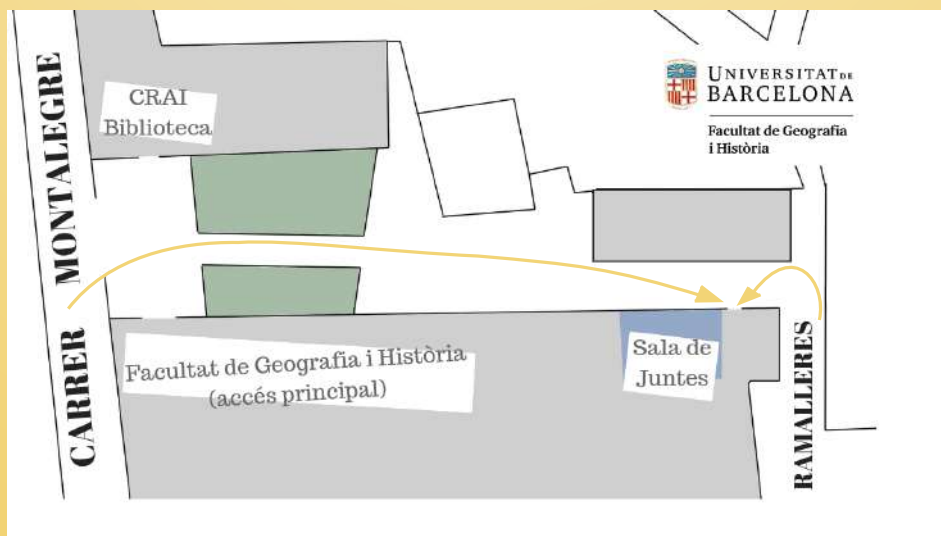 CRAI
Biblioteca
UNIVERSITAT DE
BARCELONA
Facultat de Geografia
i Història
CARRER MONTALEGRE
Facultat de Geografia i Història
(accés principal)
Sala de
Juntes
RAMALLERES